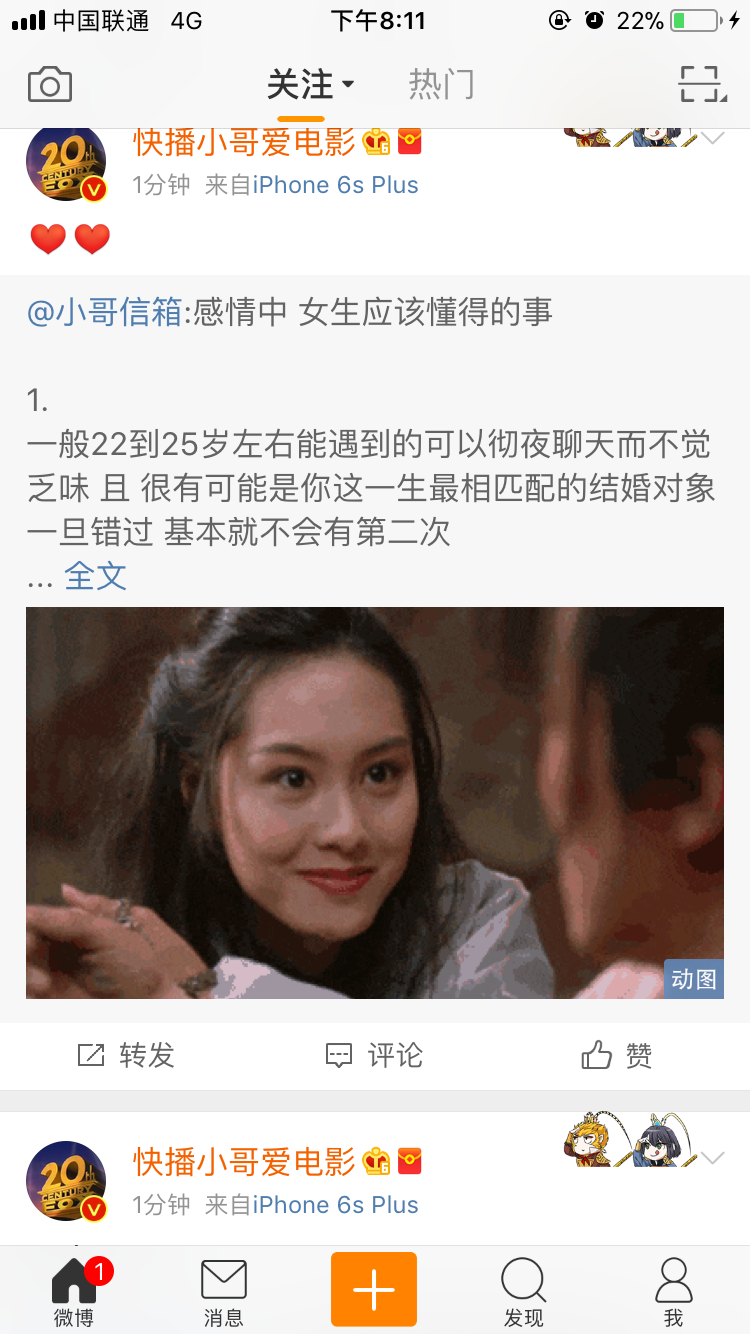 中国联通 4G 下午8:11 22%
关注 热门
20th
CENTURY
FOX
快播小哥爱电影
1分钟 来自iPhone 6s Plus
@小哥信箱:感情中 女生应该懂得的事
1.
一般22到25岁左右能遇到的可以彻夜聊天而不觉
乏味 且 很有可能是你这一生最相匹配的结婚对象
一旦错过 基本就不会有第二次
... 全文
动图
转发 评论 赞
20th
CENTURY
快播小哥爱电影
1分钟 来自iPhone 6s Plus
1
微博 消息 发现 我